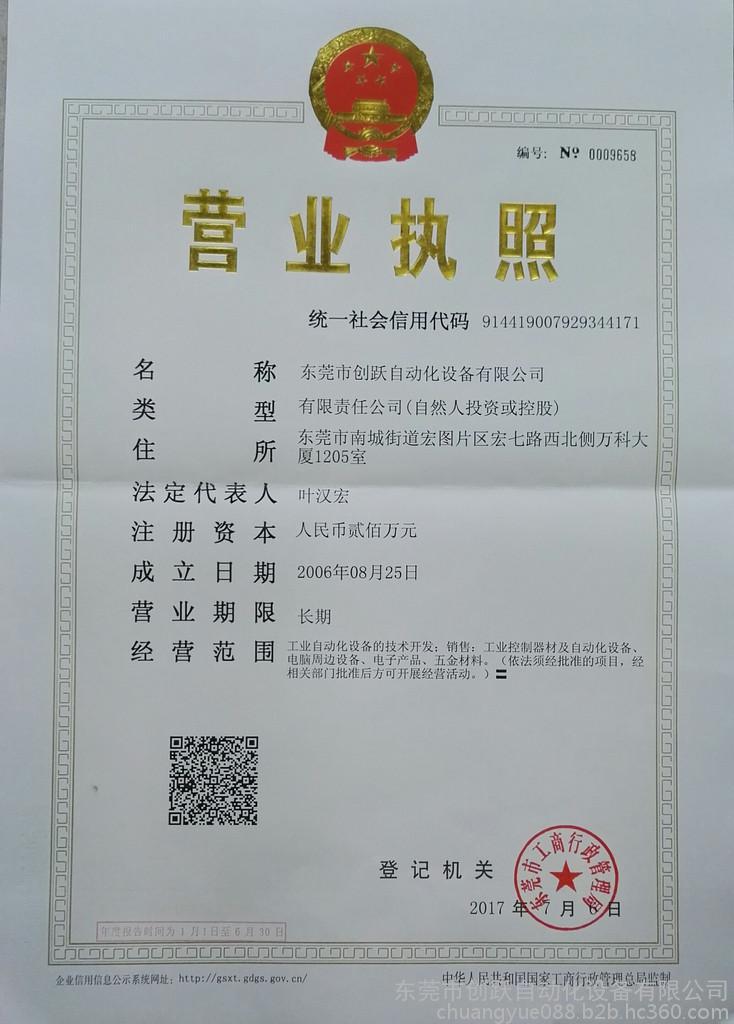 编号: № 0009658
营业执照
统一社会信用代码 914419007929344171
名称 东莞市创跃自动化设备有限公司
类型 有限责任公司(自然人投资或控股)
住所 东莞市南城街道宏图片区宏七路西北侧万科大
厦1205室
法定代表人 叶汉宏
注册资本 人民币贰佰万元
成立日期 2006年08月25日
营业期限 长期
经营范围 工业自动化设备的技术开发；销售：工业控制器材及自动化设备、
电脑周边设备、电子产品、五金材料。（依法须经批准的项目，经
相关部门批准后方可开展经营活动。）
登记机关
东莞市工商行政管理局
2017 年 7 月 6 日
年度报告时间为 1 月1日至 6 月 30 日
企业信用信息公示系统网址: http://gsxt.gdgs.gov.cn/
中华人民共和国国家工商行政管理总局监制
东莞市创跃自动化设备有限公司
chuangyue088.b2b.hc360.com